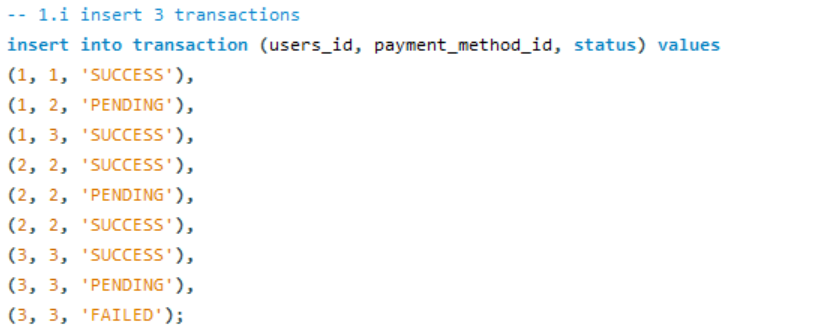 -- 1.i insert 3 transactions
insert into transaction (users_id, payment_method_id, status) values
(1, 1, 'SUCCESS'),
(1, 2, 'PENDING'),
(1, 3, 'SUCCESS'),
(2, 2, 'SUCCESS'),
(2, 2, 'PENDING'),
(2, 2, 'SUCCESS'),
(3, 3, 'SUCCESS'),
(3, 3, 'PENDING'),
(3, 3, 'FAILED');